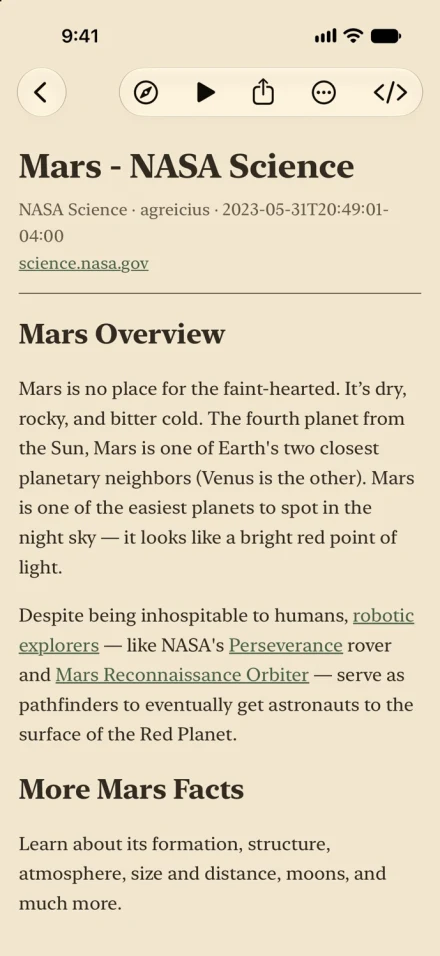 9:41
</>
Mars - NASA Science
NASA Science · agreicius · 2023-05-31T20:49:01-
04:00
science.nasa.gov
Mars Overview
Mars is no place for the faint-hearted. It’s dry,
rocky, and bitter cold. The fourth planet from
the Sun, Mars is one of Earth's two closest
planetary neighbors (Venus is the other). Mars
is one of the easiest planets to spot in the
night sky — it looks like a bright red point of
light.
Despite being inhospitable to humans, robotic
explorers — like NASA's Perseverance rover
and Mars Reconnaissance Orbiter — serve as
pathfinders to eventually get astronauts to the
surface of the Red Planet.
More Mars Facts
Learn about its formation, structure,
atmosphere, size and distance, moons, and
much more.